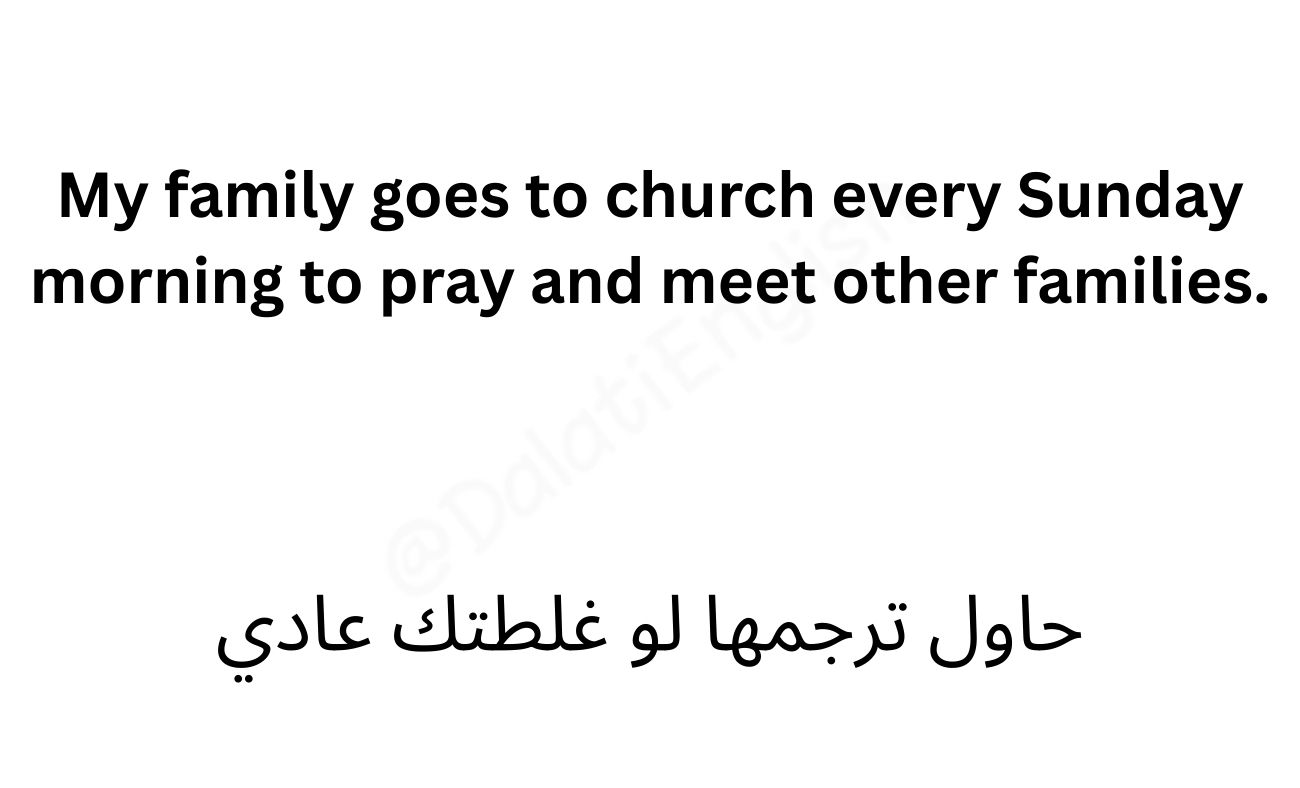 My family goes to church every Sunday
morning to pray and meet other families.
@DalatiEnglish
حاول ترجمها لو غلطتك عادي